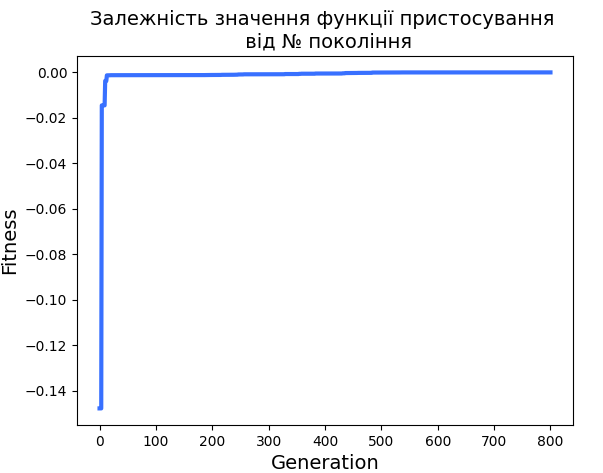 Залежність значення функції пристосування
від № покоління
0.00
−0.02
−0.04
−0.06
−0.08
−0.10
−0.12
−0.14
Fitness
0 100 200 300 400 500 600 700 800
Generation